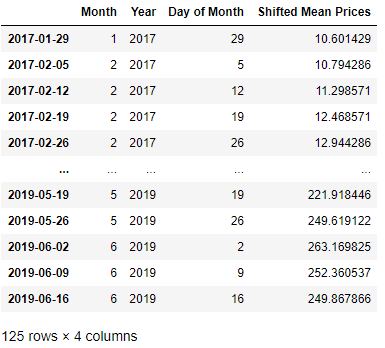 Month Year Day of Month Shifted Mean Prices
2017-01-29 1 2017 29 10.601429
2017-02-05 2 2017 5 10.794286
2017-02-12 2 2017 12 11.298571
2017-02-19 2 2017 19 12.468571
2017-02-26 2 2017 26 12.944286
... ... ... ... ...
2019-05-19 5 2019 19 221.918446
2019-05-26 5 2019 26 249.619122
2019-06-02 6 2019 2 263.169825
2019-06-09 6 2019 9 252.360537
2019-06-16 6 2019 16 249.867866
125 rows × 4 columns